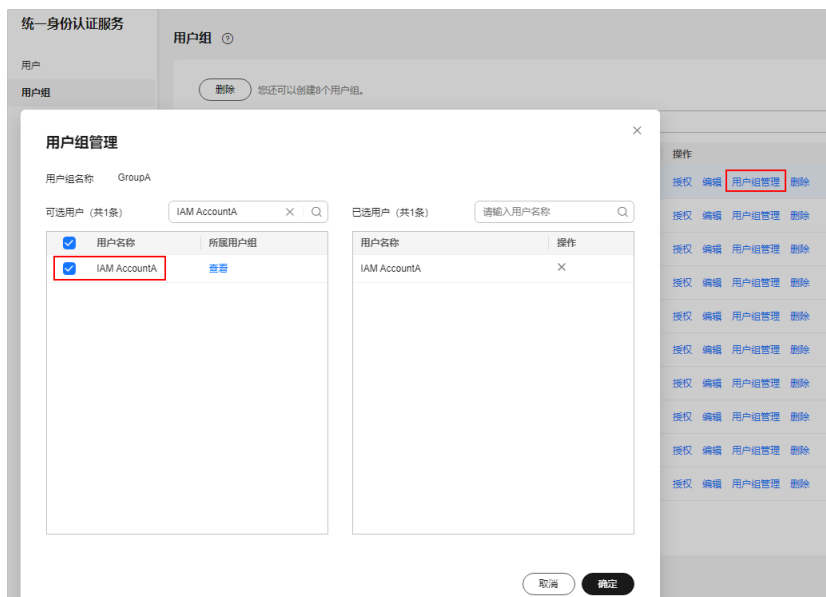 统一身份认证服务
用户
用户组
用户组
删除 您还可以创建8个用户组。
操作
授权 编辑 用户组管理 删除
授权 编辑 用户组管理 删除
授权 编辑 用户组管理 删除
授权 编辑 用户组管理 删除
授权 编辑 用户组管理 删除
授权 编辑 用户组管理 删除
授权 编辑 用户组管理 删除
授权 编辑 用户组管理 删除
授权 编辑 用户组管理 删除
授权 编辑 用户组管理 删除
用户组管理
用户组名称 GroupA
可选用户（共1条） IAM AccountA
用户名称 所属用户组
IAM AccountA 查看
已选用户（共1条） 请输入用户名称
用户名称 操作
IAM AccountA
取消 确定